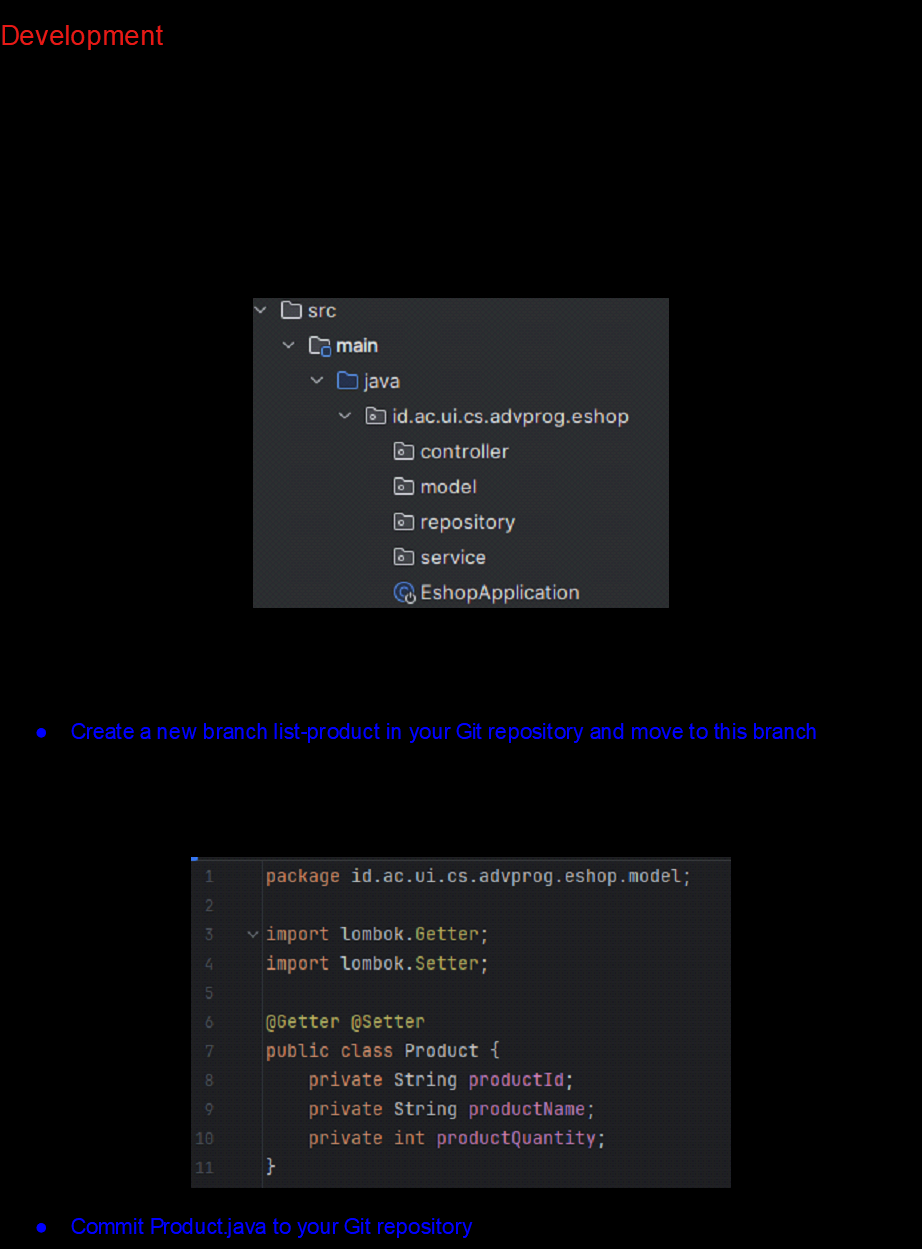 Development
src
main
java
id.ac.ui.cs.advprog.eshop
controller
model
repository
service
EshopApplication
● Create a new branch list-product in your Git repository and move to this branch
1 package id.ac.ui.cs.advprog.eshop.model;
2
3 import lombok.Getter;
4 import lombok.Setter;
5
6 @Getter @Setter
7 public class Product {
8 private String productId;
9 private String productName;
10 private int productQuantity;
11 }
● Commit Product.java to your Git repository